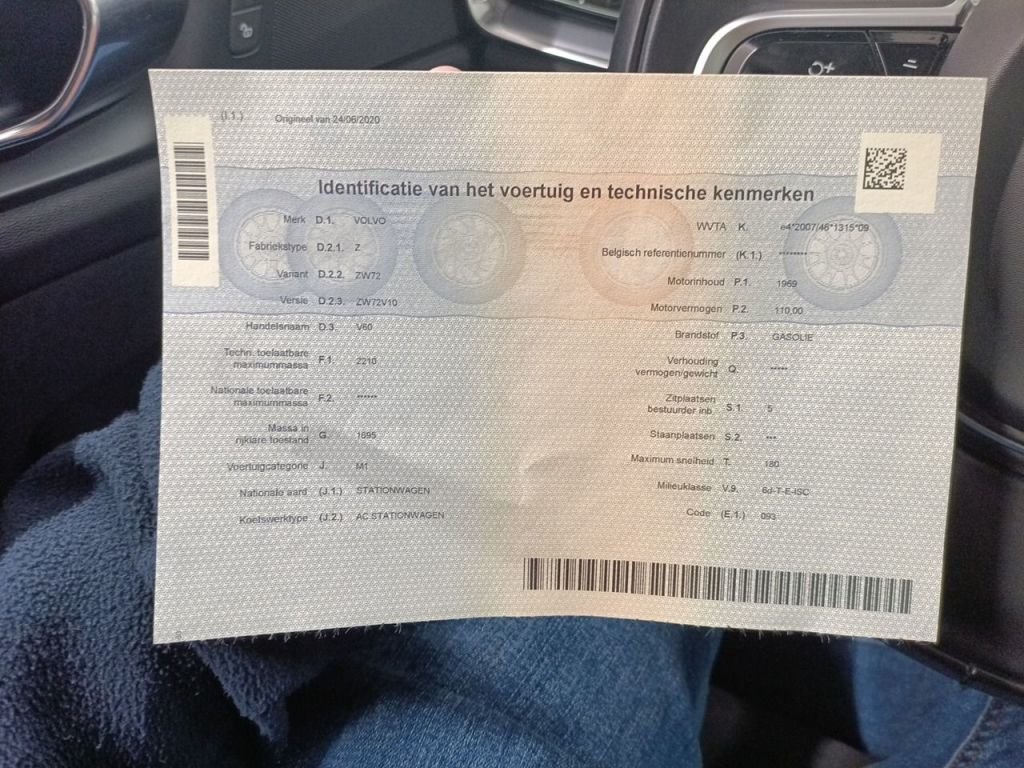 (I.1.) Origineel van 24/06/2020
Identificatie van het voertuig en technische kenmerken
Merk D.1. VOLVO
Fabriekstype D.2.1. Z
Variant D.2.2. ZW72
Versie D.2.3. ZW72V10
Handelsnaam D.3. V60
Techn. toelaatbare
maximummassa F.1. 2210
Nationale toelaatbare
maximummassa F.2. ******
Massa in
rijklare toestand G. 1695
Voertuigcategorie J. M1
Nationale aard (J.1.) STATIONWAGEN
Koetswerktype (J.2.) AC STATIONWAGEN
WVTA K. e4*2007/46*1315*09
Belgisch referentienummer (K.1.) ********
Motorinhoud P.1. 1969
Motorvermogen P.2. 110,00
Brandstof P.3. GASOLIE
Verhouding
vermogen/gewicht Q. *****
Zitplaatsen
bestuurder inb. S.1. 5
Staanplaatsen S.2. ***
Maximum snelheid T. 180
Milieuklasse V.9. 6d-T-E-ISC
Code (E.1.) 093